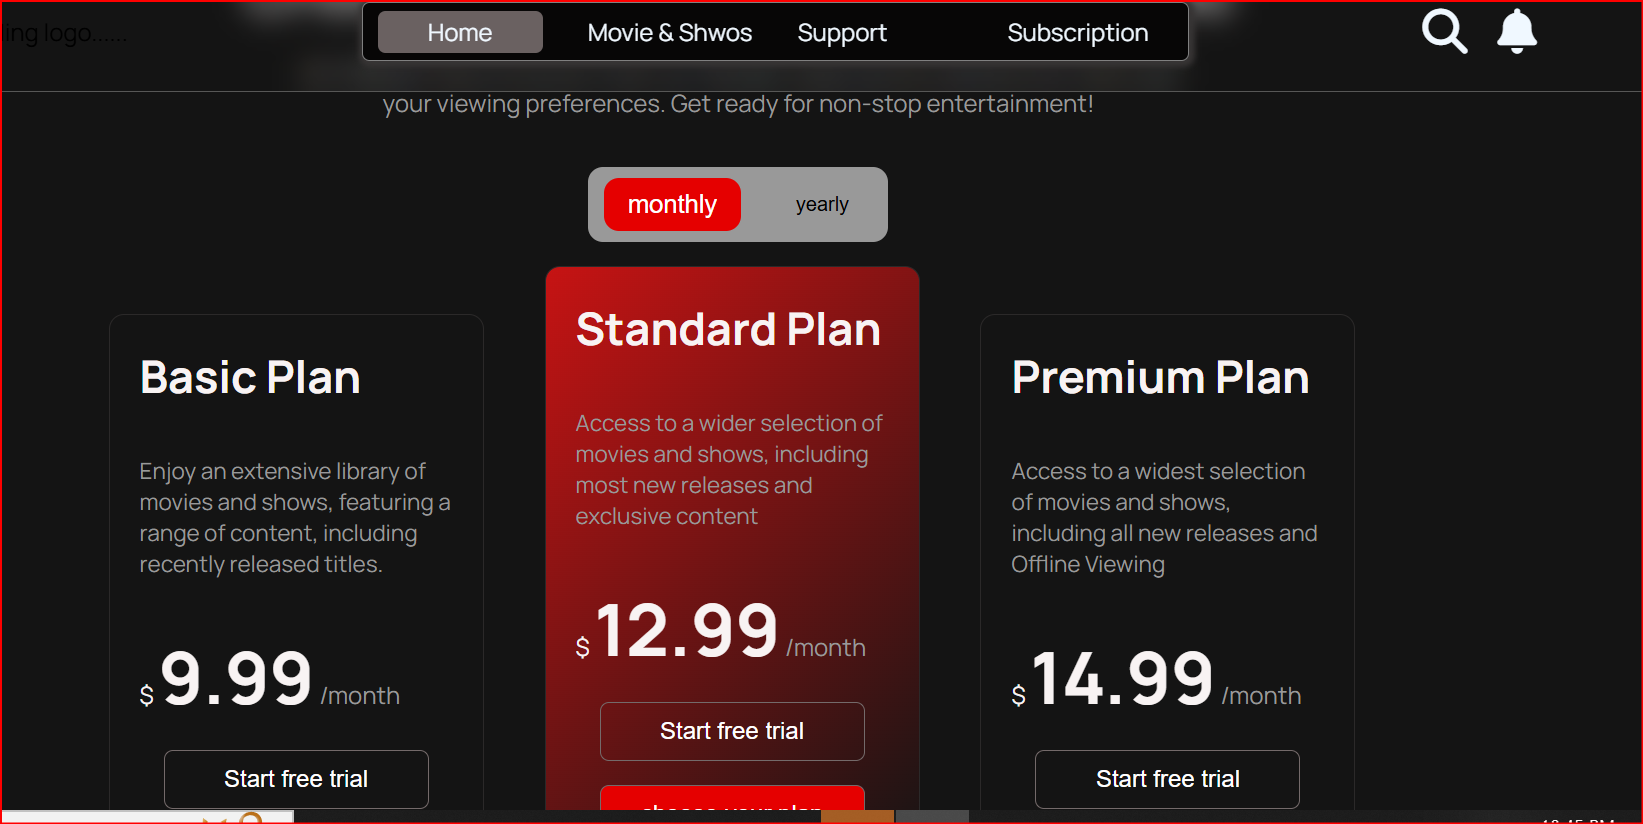 ing logo......
Home Movie & Shwos Support Subscription
your viewing preferences. Get ready for non-stop entertainment!
monthly yearly
Basic Plan
Enjoy an extensive library of
movies and shows, featuring a
range of content, including
recently released titles.
$ 9.99 /month
Start free trial
Standard Plan
Access to a wider selection of
movies and shows, including
most new releases and
exclusive content
$ 12.99 /month
Start free trial
choose your plan
Premium Plan
Access to a widest selection
of movies and shows,
including all new releases and
Offline Viewing
$ 14.99 /month
Start free trial